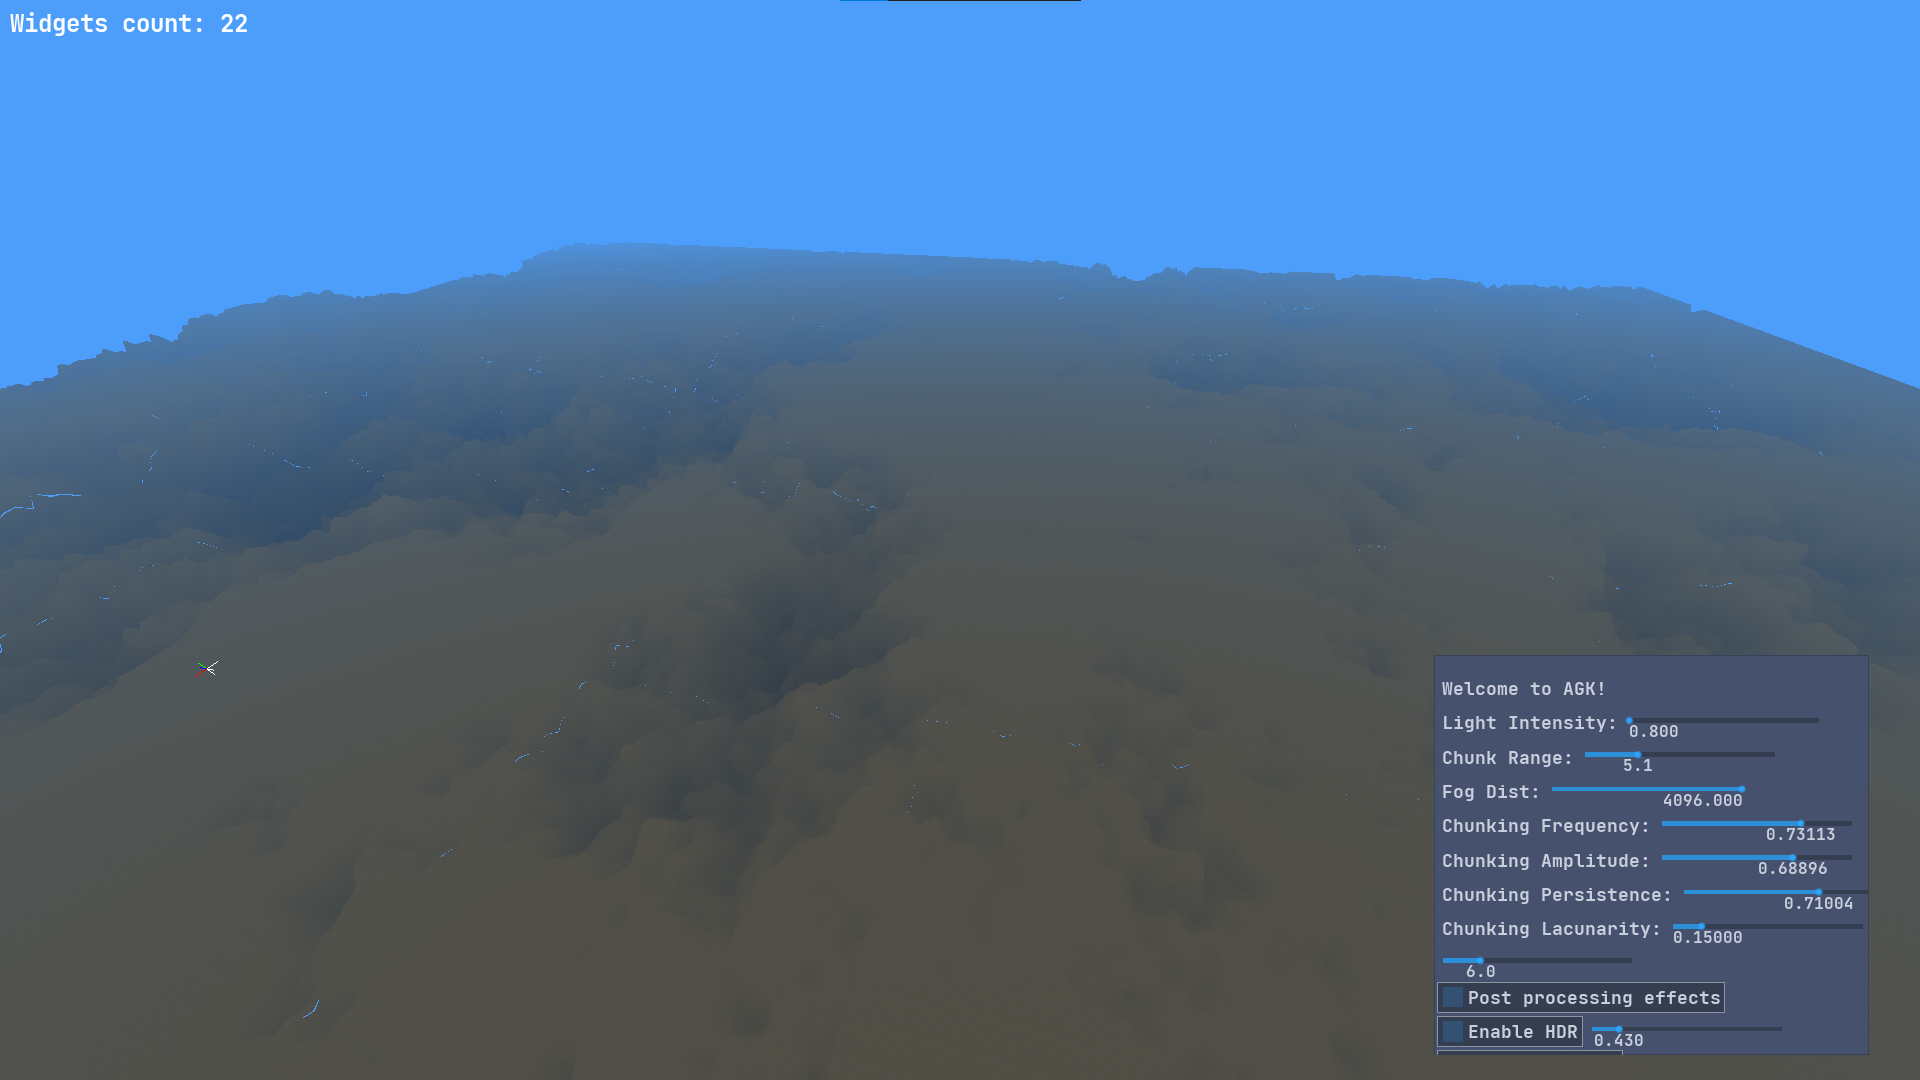 Widgets count: 22
Welcome to AGK!
Light Intensity:
0.800
Chunk Range:
5.1
Fog Dist:
4096.000
Chunking Frequency:
0.73113
Chunking Amplitude:
0.68896
Chunking Persistence:
0.71004
Chunking Lacunarity:
0.15000
6.0
Post processing effects
Enable HDR
0.430